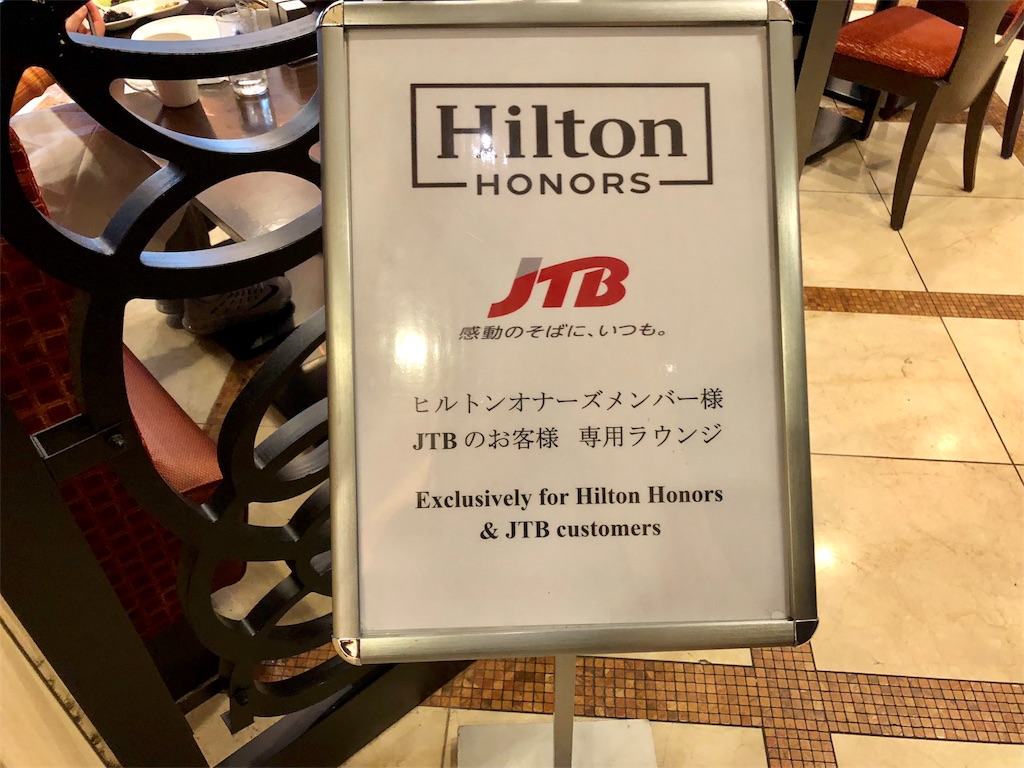 Hilton
HONORS
JTB
感動のそばに、いつも。
ヒルトンオナーズメンバー様
JTBのお客様 専用ラウンジ
Exclusively for Hilton Honors
& JTB customers